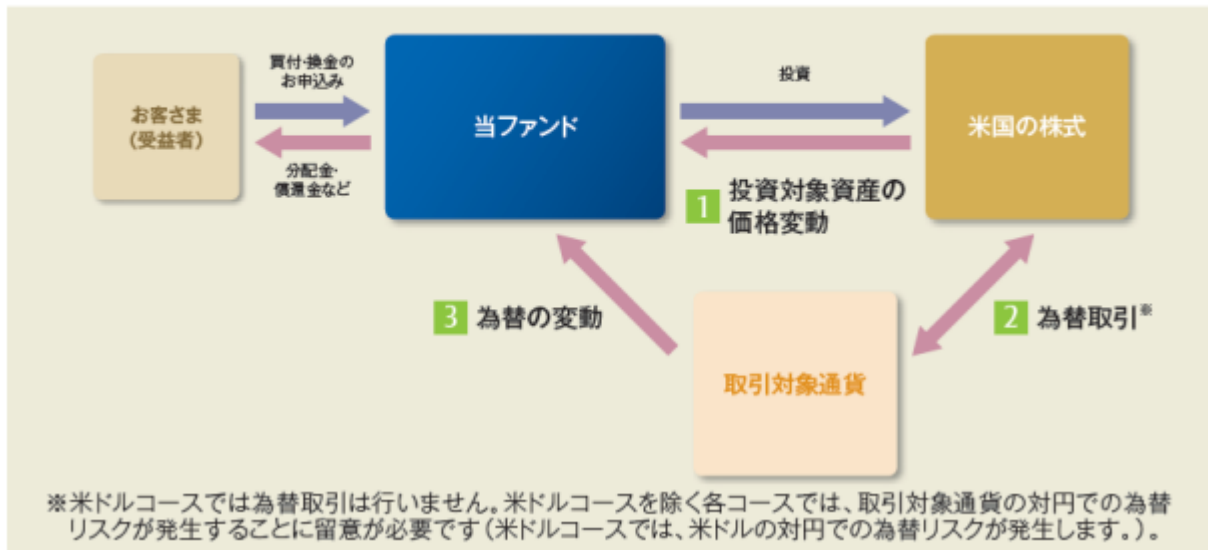 買付・換金の
お申込み
投資
お客さま
(受益者)
当ファンド
米国の株式
分配金・
償還金など
1 投資対象資産の
価格変動
3 為替の変動
2 為替取引※
取引対象通貨
※米ドルコースでは為替取引は行いません。米ドルコースを除く各コースでは、取引対象通貨の対円での為替
リスクが発生することに留意が必要です(米ドルコースでは、米ドルの対円での為替リスクが発生します。)。